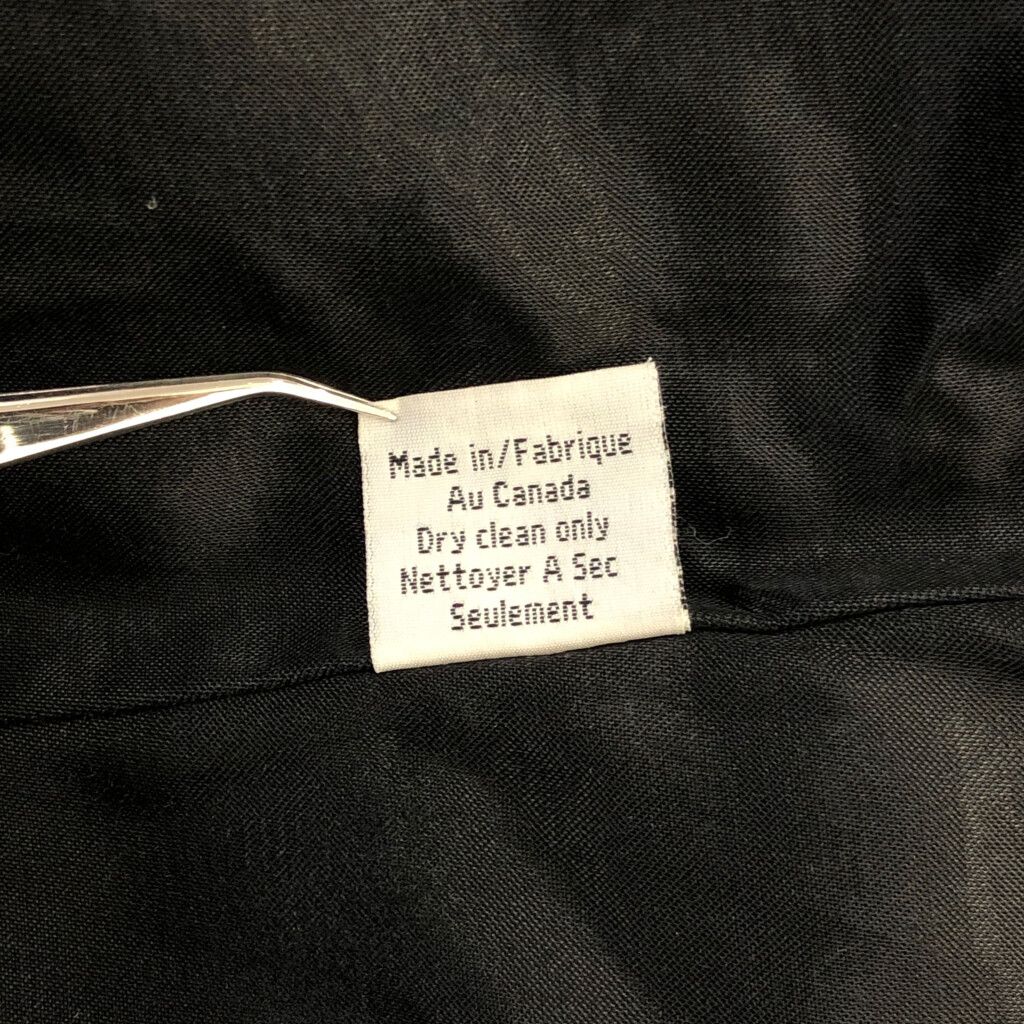 Made in/Fabrique
Au Canada
Dry clean only
Nettoyer A Sec
Seulement